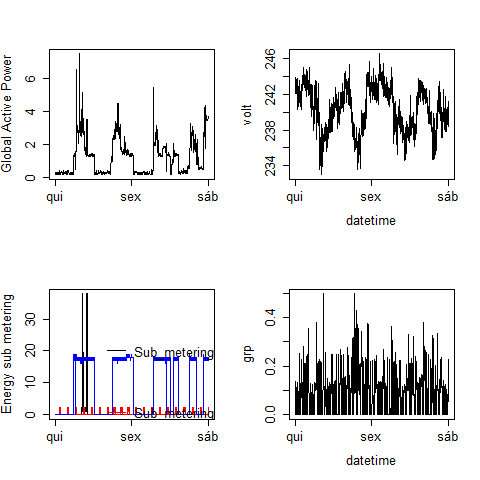 Global Active Power
0 2 4 6
qui sex sáb
volt
234 238 242 246
qui sex sáb
datetime
Energy sub metering
0 10 20 30
Sub_metering
Sub_metering
qui sex sáb
grp
0.0 0.2 0.4
qui sex sáb
datetime